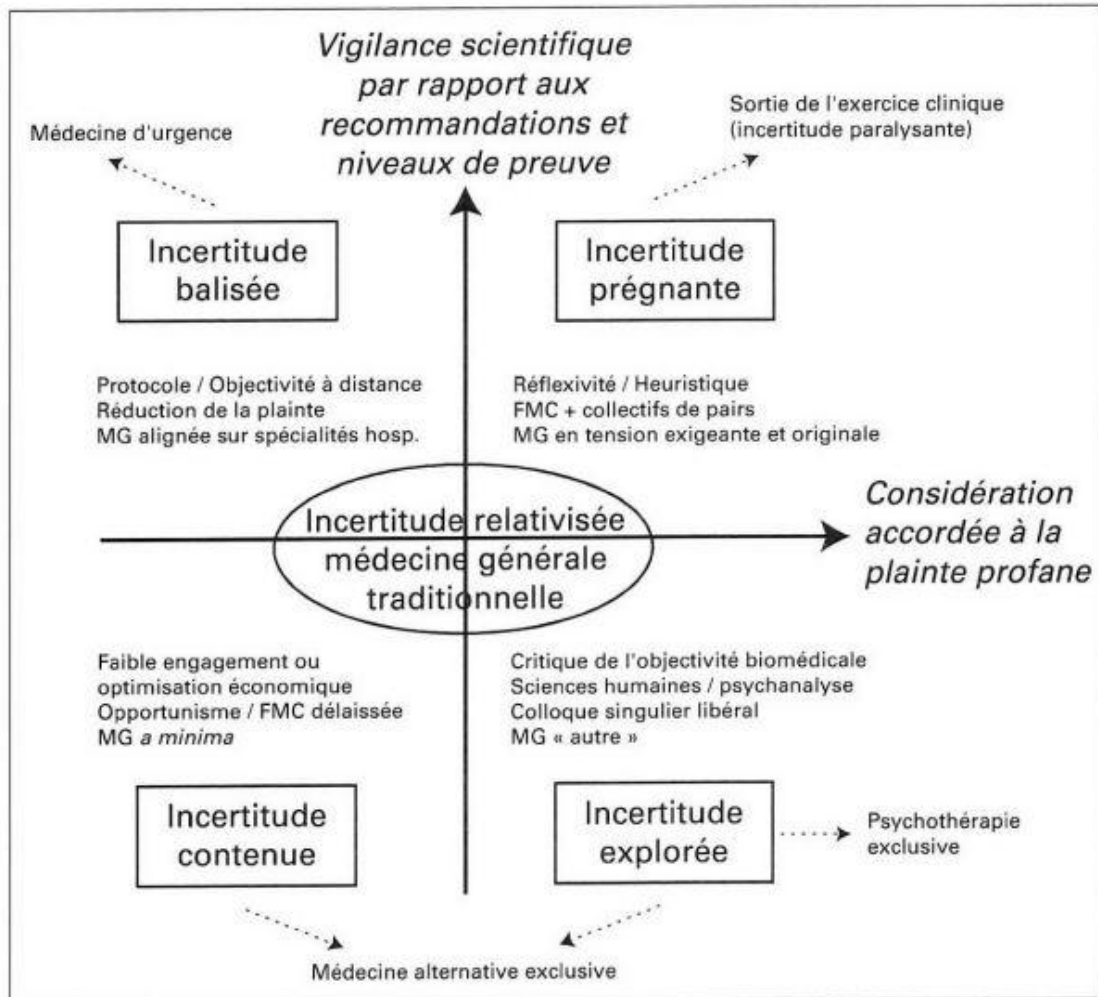 Vigilance scientifique
par rapport aux
recommandations et
niveaux de preuve
Médecine d'urgence
Sortie de l'exercice clinique
(incertitude paralysante)
Incertitude
balisée
Incertitude
prégnante
Protocole / Objectivité à distance
Réduction de la plainte
MG alignée sur spécialités hosp.
Réflexivité / Heuristique
FMC + collectifs de pairs
MG en tension exigeante et originale
Incertitude relativisée
médecine générale
traditionnelle
Considération
accordée à la
plainte profane
Faible engagement ou
optimisation économique
Opportunisme / FMC délaissée
MG a minima
Critique de l'objectivité biomédicale
Sciences humaines / psychanalyse
Colloque singulier libéral
MG « autre »
Incertitude
contenue
Incertitude
explorée
Psychothérapie
exclusive
Médecine alternative exclusive